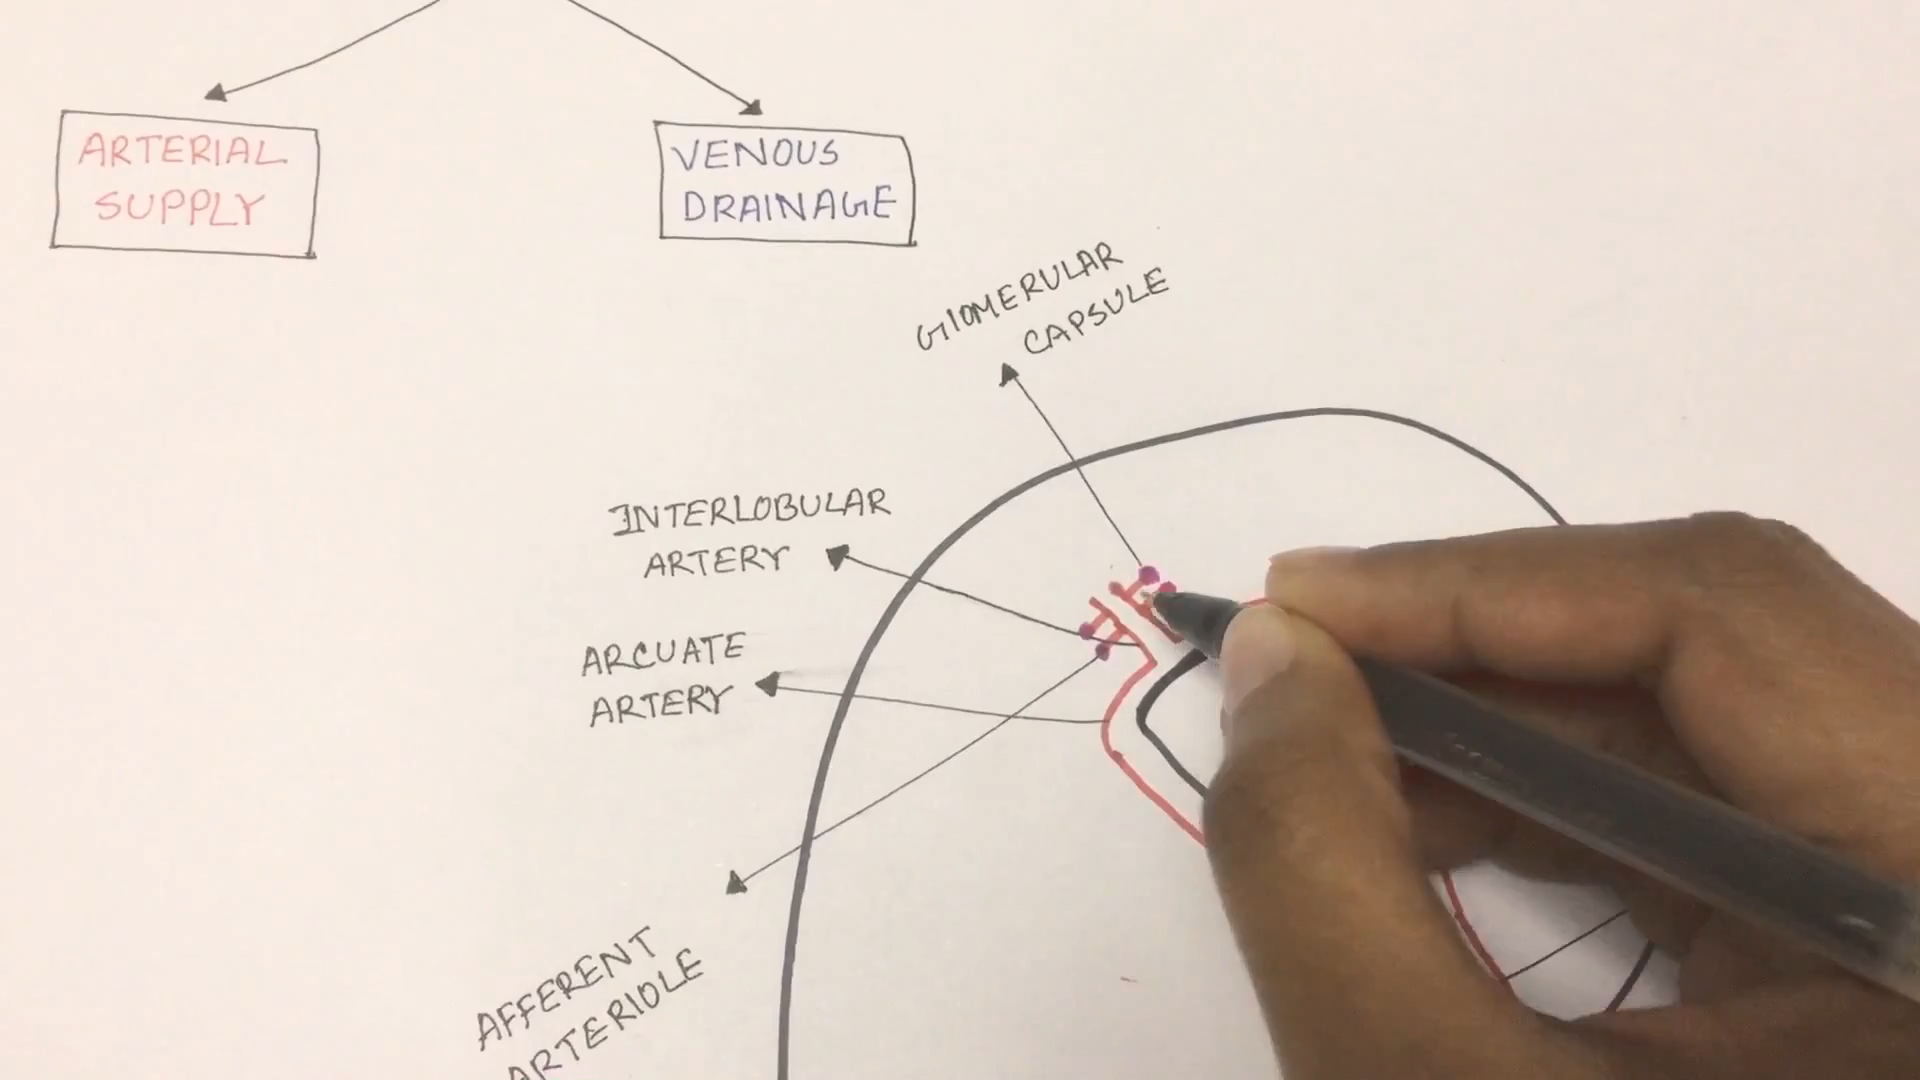 ARTERIAL
SUPPLY
VENOUS
DRAINAGE
GlOMERULAR
CAPSULE
INTERLOBULAR
ARTERY
ARCUATE
ARTERY
AFFERENT
ARTERIOLE